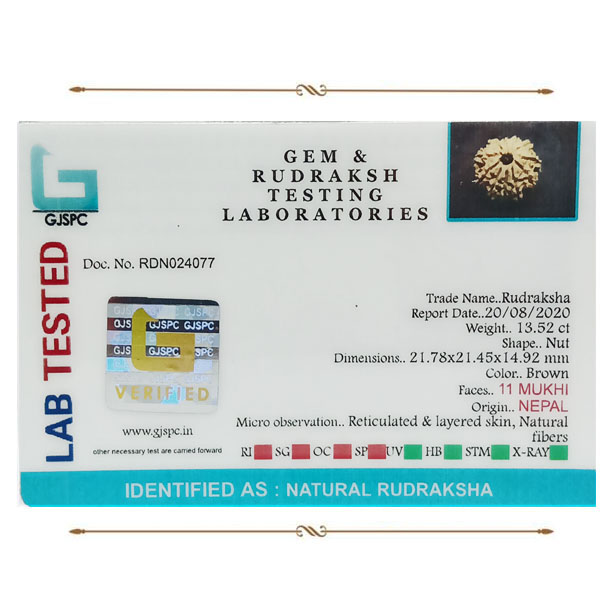 GEM &
RUDRAKSH
TESTING
LABORATORIES
GJSPC
LAB TESTED
Doc. No. RDN024077
GJSPC GJSPC
GJSPC GJSPC
VERIFIED
www.gjspc.in
other necessary test are carried forward
Trade Name..Rudraksha
Report Date..20/08/2020
Weight.. 13.52 ct
Shape.. Nut
Dimensions.. 21.78x21.45x14.92 mm
Color.. Brown
Faces.. 11 MUKHI
Origin.. NEPAL
Micro observation.. Reticulated & layered skin, Natural
fibers
RI SG OC SP UV HB STM X-RAY
IDENTIFIED AS : NATURAL RUDRAKSHA